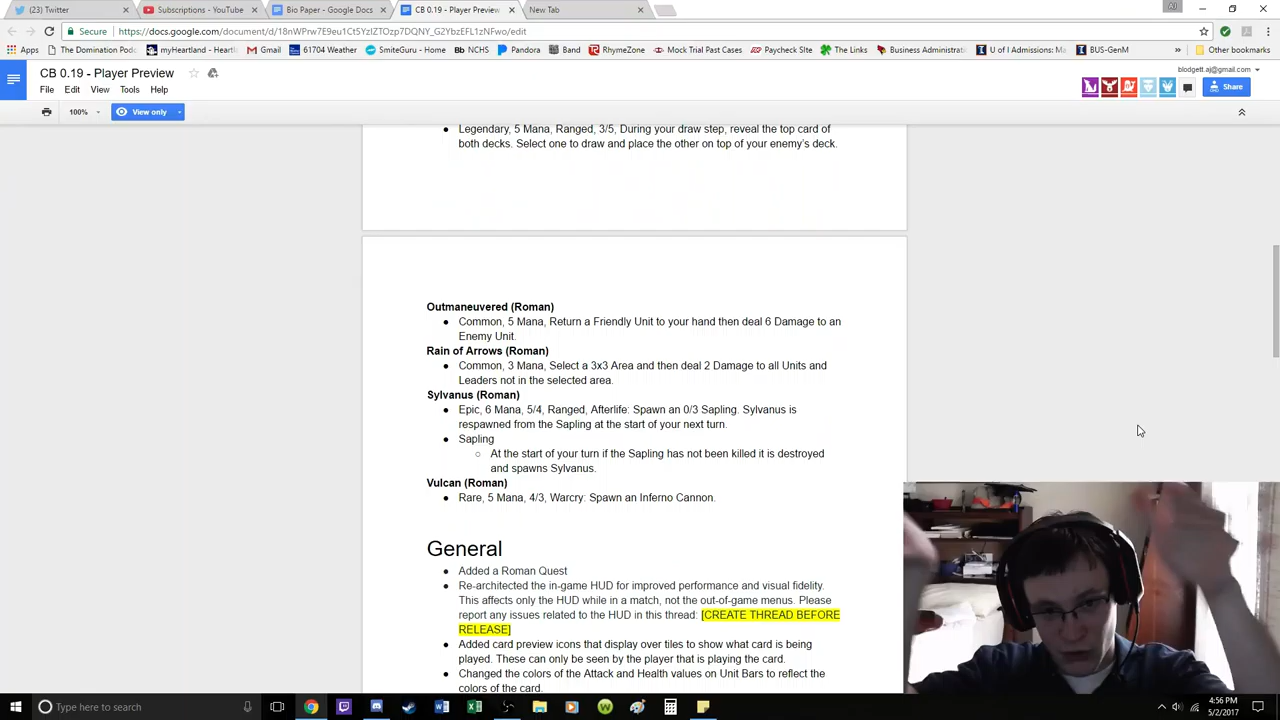 (23) Twitter
Subscriptions - YouTube
Bio Paper - Google Docs
CB 0.19 - Player Preview
New Tab
AJ
Secure
https://docs.google.com/document/d/18nWPrw7E9eu1Ct5YzIZTOzp7DQNY_G2YbzEFL1zNFwo/edit
Apps
The Domination Podc
myHeartland - Heartl
Gmail
61704 Weather
SmiteGuru - Home
NCHS
Pandora
Band
RhymeZone
Mock Trial Past Cases
Paycheck Site
The Links
Business Administrati
U of I Admissions: M
BUS-GenM
Other bookmarks
CB 0.19 - Player Preview
blodgett.aj@gmail.com
File Edit View Tools Help
Share
100%
View only
Legendary, 5 Mana, Ranged, 3/5, During your draw step, reveal the top card of
both decks. Select one to draw and place the other on top of your enemy's deck.
Outmaneuvered (Roman)
Common, 5 Mana, Return a Friendly Unit to your hand then deal 6 Damage to an
Enemy Unit.
Rain of Arrows (Roman)
Common, 3 Mana, Select a 3x3 Area and then deal 2 Damage to all Units and
Leaders not in the selected area.
Sylvanus (Roman)
Epic, 6 Mana, 5/4, Ranged, Afterlife: Spawn an 0/3 Sapling. Sylvanus is
respawned from the Sapling at the start of your next turn.
Sapling
At the start of your turn if the Sapling has not been killed it is destroyed
and spawns Sylvanus.
Vulcan (Roman)
Rare, 5 Mana, 4/3, Warcry: Spawn an Inferno Cannon.
General
Added a Roman Quest
Re-architected the in-game HUD for improved performance and visual fidelity.
This affects only the HUD while in a match, not the out-of-game menus. Please
report any issues related to the HUD in this thread: [CREATE THREAD BEFORE
RELEASE]
Added card preview icons that display over tiles to show what card is being
played. These can only be seen by the player that is playing the card.
Changed the colors of the Attack and Health values on Unit Bars to reflect the
colors of the card.
Type here to search
4:56 PM
5/2/2017